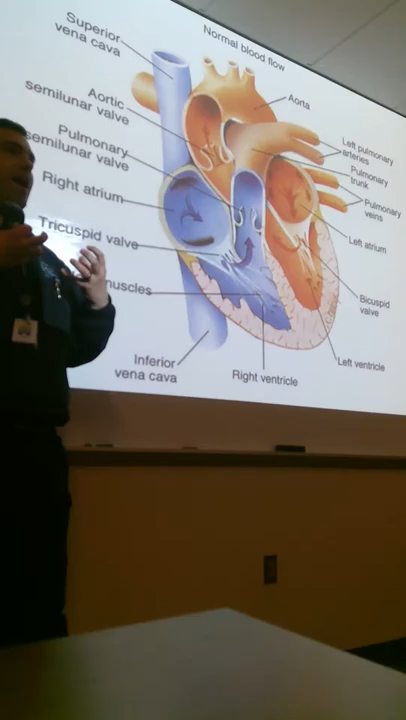 Normal blood flow
Superior
vena cava
Aortic
semilunar valve
Pulmonary
semilunar valve
Right atrium
Tricuspid valve
muscles
Inferior
vena cava
Right ventricle
Aorta
Left pulmonary
arteries
Pulmonary
trunk
Pulmonary
veins
Left atrium
Bicuspid
valve
Left ventricle